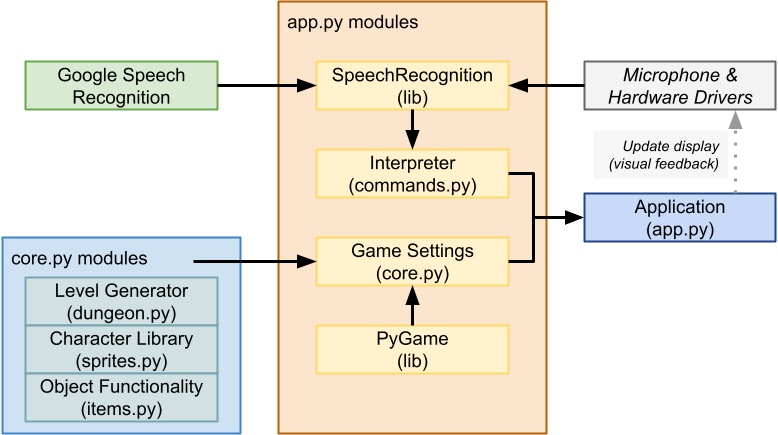 app.py modules
Google Speech
Recognition
SpeechRecognition
(lib)
Microphone &
Hardware Drivers
Update display
(visual feedback)
Interpreter
(commands.py)
Application
(app.py)
core.py modules
Game Settings
(core.py)
Level Generator
(dungeon.py)
Character Library
(sprites.py)
Object Functionality
(items.py)
PyGame
(lib)